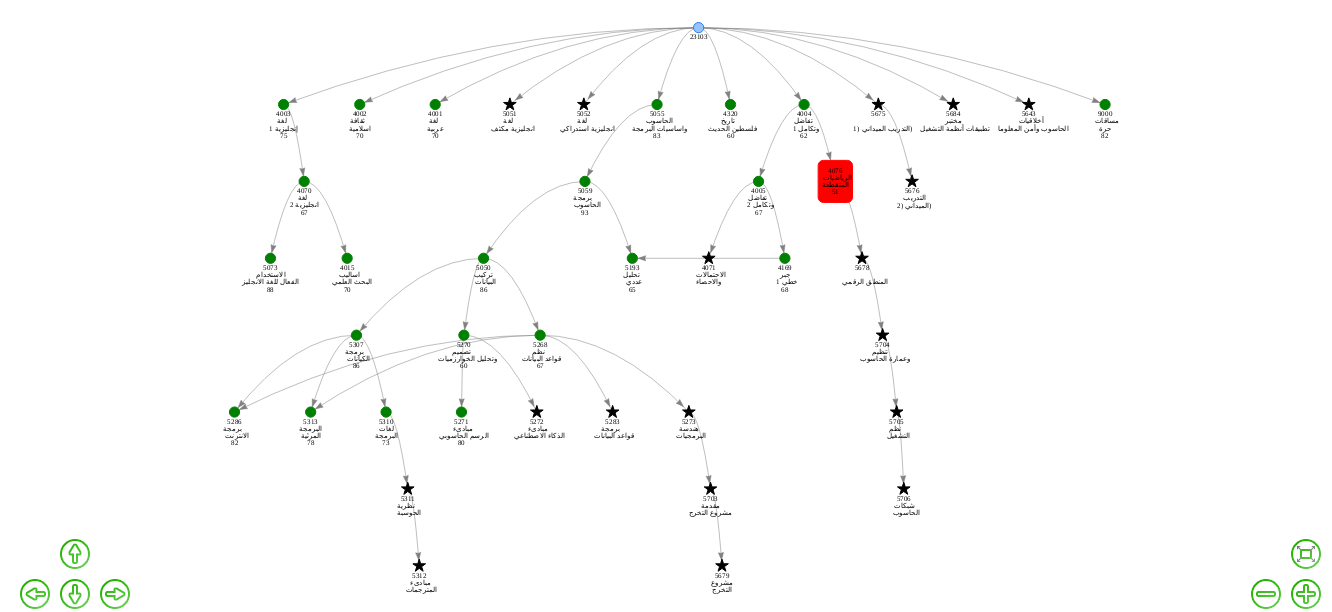 23103
4003
لغة
إنجليزية 1
75
4002
ثقافة
اسلامية
70
4001
لغة
عربية
70
5051
لغة
انجليزية مكثف
5052
لغة
انجليزية استدراكي
5055
الحاسوب
واساسيات البرمجة
83
4320
تاريخ
فلسطين الحديث
60
4004
تفاضل
وتكامل 1
62
5675
(التدريب الميداني (1
5684
مختبر
تطبيقات أنظمة التشغيل
5643
أخلاقيات
الحاسوب وأمن المعلوما
9000
مساقات
حرة
82
4070
لغة
انجليزية 2
67
5059
برمجة
الحاسوب
93
4005
تفاضل
وتكامل 2
67
الرياضيات
المتقطعة
5676
التدريب
(الميداني (2
5073
الاستخدام
الفعال للغة الانجليز
88
4015
اساليب
البحث العلمي
70
5050
تركيب
البيانات
86
5193
تحليل
عددي
65
4071
الاحتمالات
والاحصاء
4169
جبر
خطي 1
68
5678
المنطق الرقمي
5307
برمجة
الكيانات
86
5270
تصميم
وتحليل الخوارزميات
60
5268
نظم
قواعد البيانات
67
5704
تنظيم
وعمارة الحاسوب
5286
برمجة
الانترنت
82
5313
البرمجة
المرئية
78
5310
لغات
البرمجة
73
5271
مبادىء
الرسم الحاسوبي
80
5272
مبادىء
الذكاء الاصطناعي
5283
برمجة
قواعد البيانات
5273
هندسة
البرمجيات
5705
نظم
التشغيل
5311
نظرية
الحوسبة
5703
مقدمة
مشروع التخرج
5706
شبكات
الحاسوب
5312
مبادىء
المترجمات
5679
مشروع
التخرج